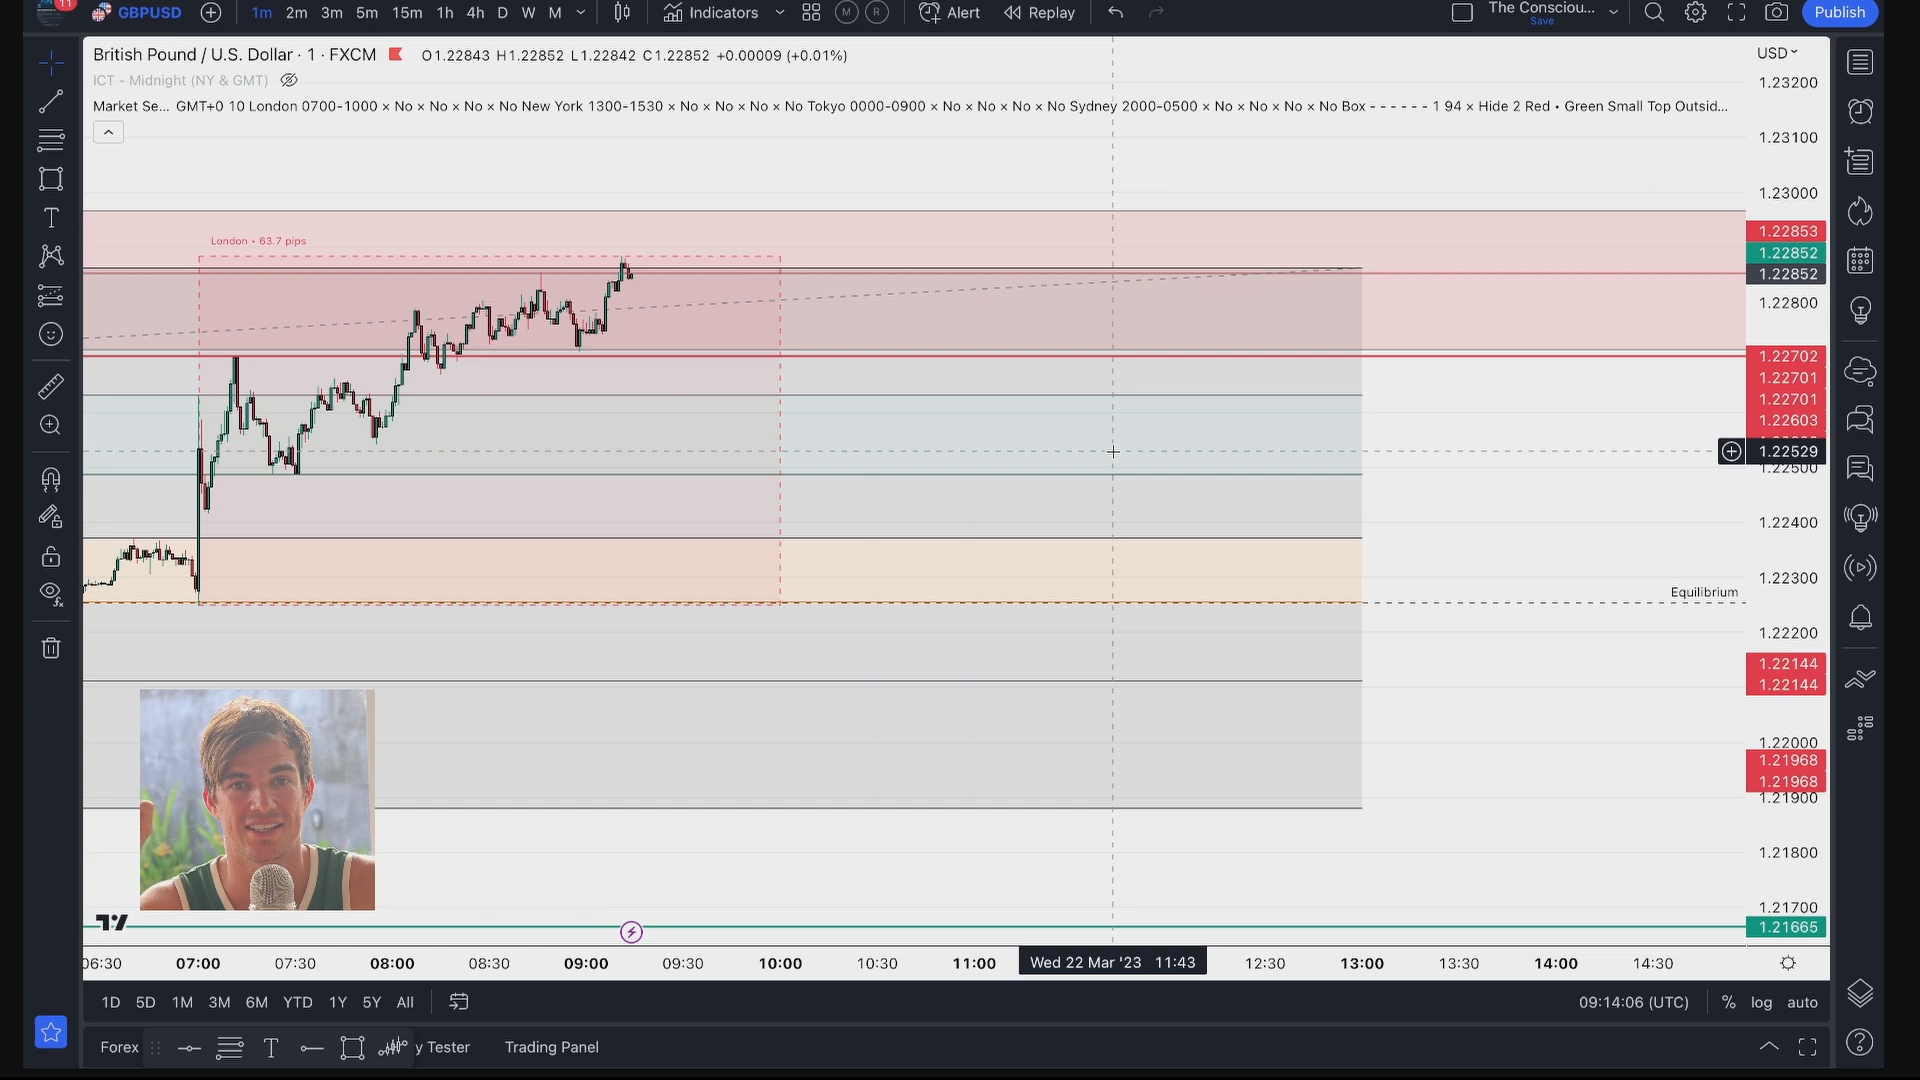 11 GBPUSD 1m 2m 3m 5m 15m 1h 4h D W M Indicators M R Alert Replay The Consciou... Save Publish
British Pound / U.S. Dollar · 1 · FXCM O1.22843 H1.22852 L1.22842 C1.22852 +0.00009 (+0.01%) USD
ICT - Midnight (NY & GMT)
Market Se... GMT+0 10 London 0700-1000 × No × No × No × No New York 1300-1530 × No × No × No × No Tokyo 0000-0900 × No × No × No × No Sydney 2000-0500 × No × No × No × No Box - - - - - - 1 94 × Hide 2 Red • Green Small Top Outsid...
1.23200
1.23100
1.23000
London • 63.7 pips
1.22853
1.22852
1.22852
1.22800
1.22702
1.22701
1.22701
1.22603
1.22529
1.22500
1.22400
1.22300
Equilibrium
1.22200
1.22144
1.22144
1.22000
1.21968
1.21968
1.21900
1.21800
1.21700
1.21665
06:30 07:00 07:30 08:00 08:30 09:00 09:30 10:00 10:30 11:00 Wed 22 Mar '23 11:43 12:30 13:00 13:30 14:00 14:30
1D 5D 1M 3M 6M YTD 1Y 5Y All 09:14:06 (UTC) % log auto
Forex T y Tester Trading Panel